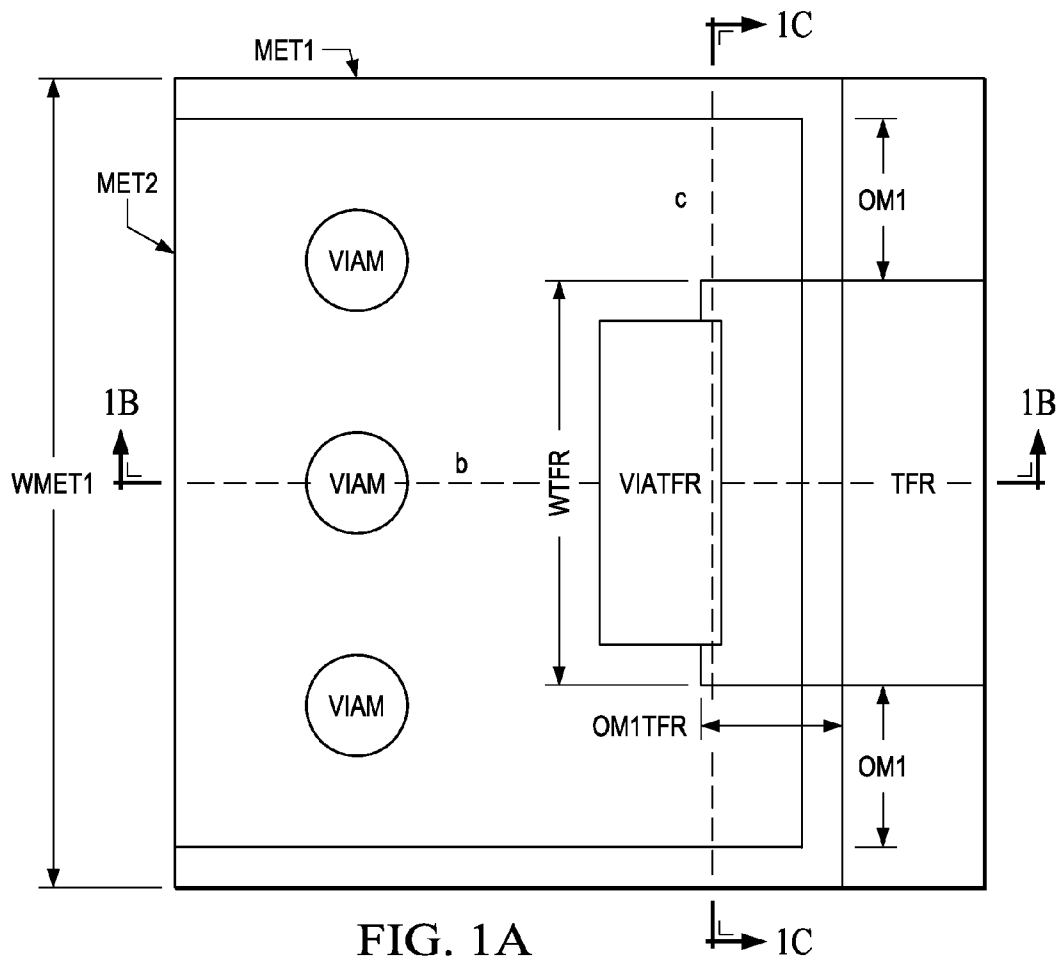 1C
MET1
MET2
OM1
c
VIAM
1B
1B
WMET1
VIAM
b
WTFR
VIATFR
TFR
VIAM
OM1TFR
OM1
FIG. 1A
1C